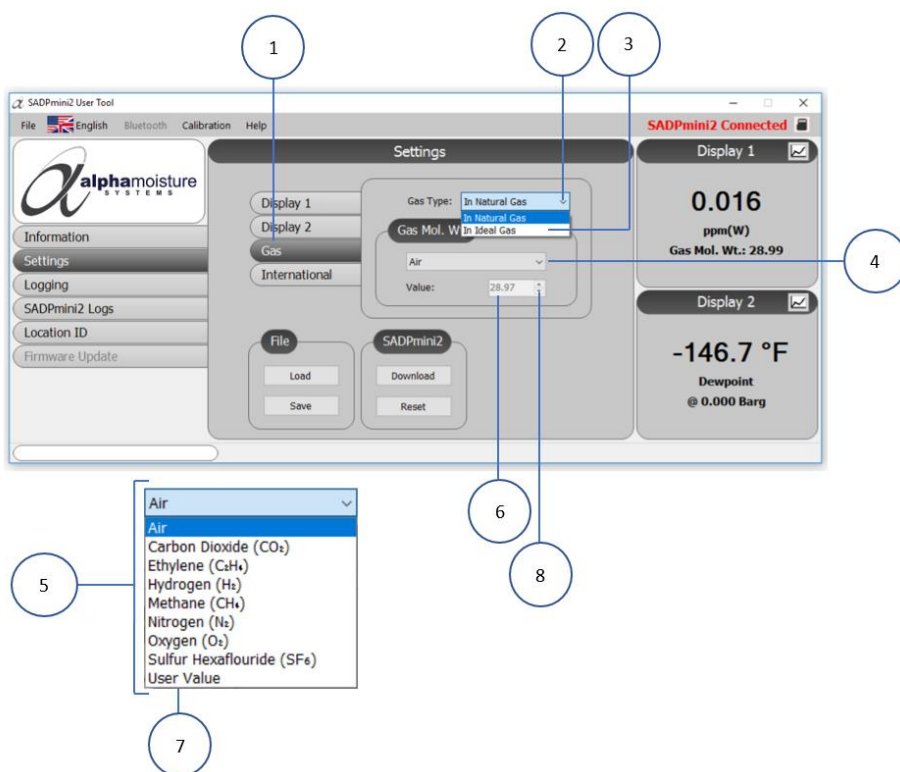 1
2
3
SADPmini2 User Tool
File English Bluetooth Calibration Help
SADPmini2 Connected
alphamoisture
SYSTEMS
Information
Settings
Logging
SADPmini2 Logs
Location ID
Firmware Update
Settings
Display 1
Display 2
Gas
International
Gas Type: In Natural Gas
In Natural Gas
In Ideal Gas
Gas Mol. W
Air
Value: 28.97
File
Load
Save
SADPmini2
Download
Reset
Display 1
0.016
ppm(W)
Gas Mol. Wt.: 28.99
Display 2
-146.7 °F
Dewpoint
@ 0.000 Barg
4
5
Air
Air
Carbon Dioxide (CO₂)
Ethylene (C₂H₄)
Hydrogen (H₂)
Methane (CH₄)
Nitrogen (N₂)
Oxygen (O₂)
Sulfur Hexaflouride (SF₆)
User Value
6
8
7